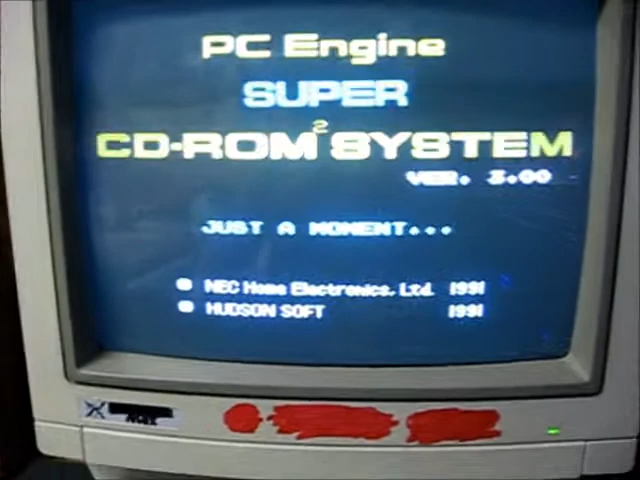 PC Engine
SUPER
CD-ROM² SYSTEM
VER. 3.00
JUST A MOMENT...
© NEC Home Electronics, Ltd. 1991
© HUDSON SOFT 1991